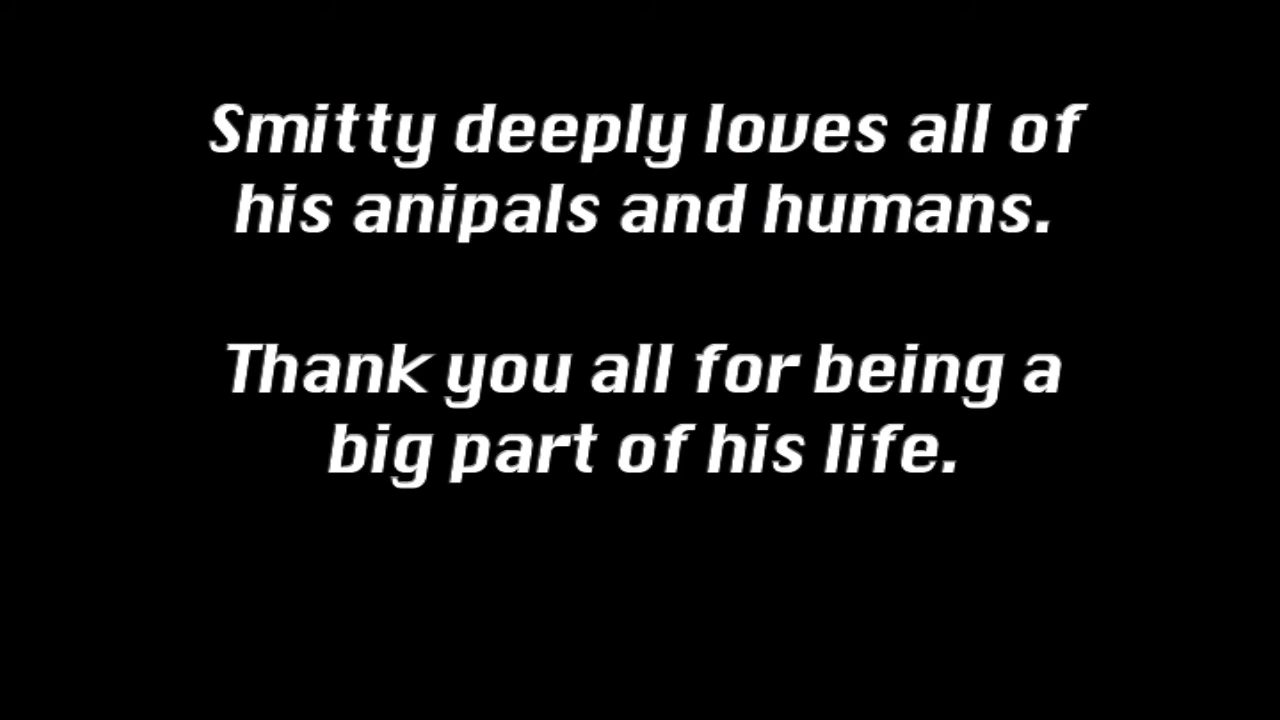 Smitty deeply loves all of
his anipals and humans.
Thank you all for being a
big part of his life.